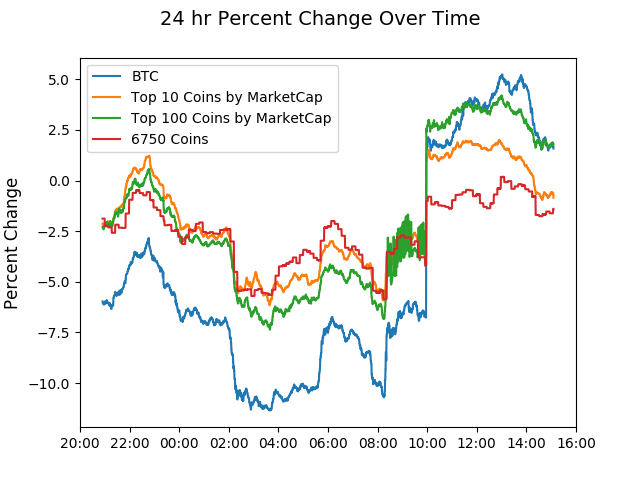 24 hr Percent Change Over Time
BTC
Top 10 Coins by MarketCap
Top 100 Coins by MarketCap
6750 Coins
Percent Change
5.0
2.5
0.0
−2.5
−5.0
−7.5
−10.0
20:00 22:00 00:00 02:00 04:00 06:00 08:00 10:00 12:00 14:00 16:00